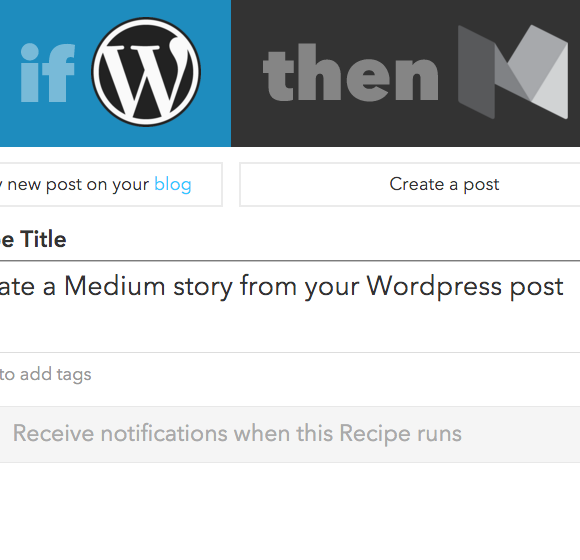 if W then
y new post on your blog
Create a post
e Title
ate a Medium story from your Wordpress post
to add tags
Receive notifications when this Recipe runs